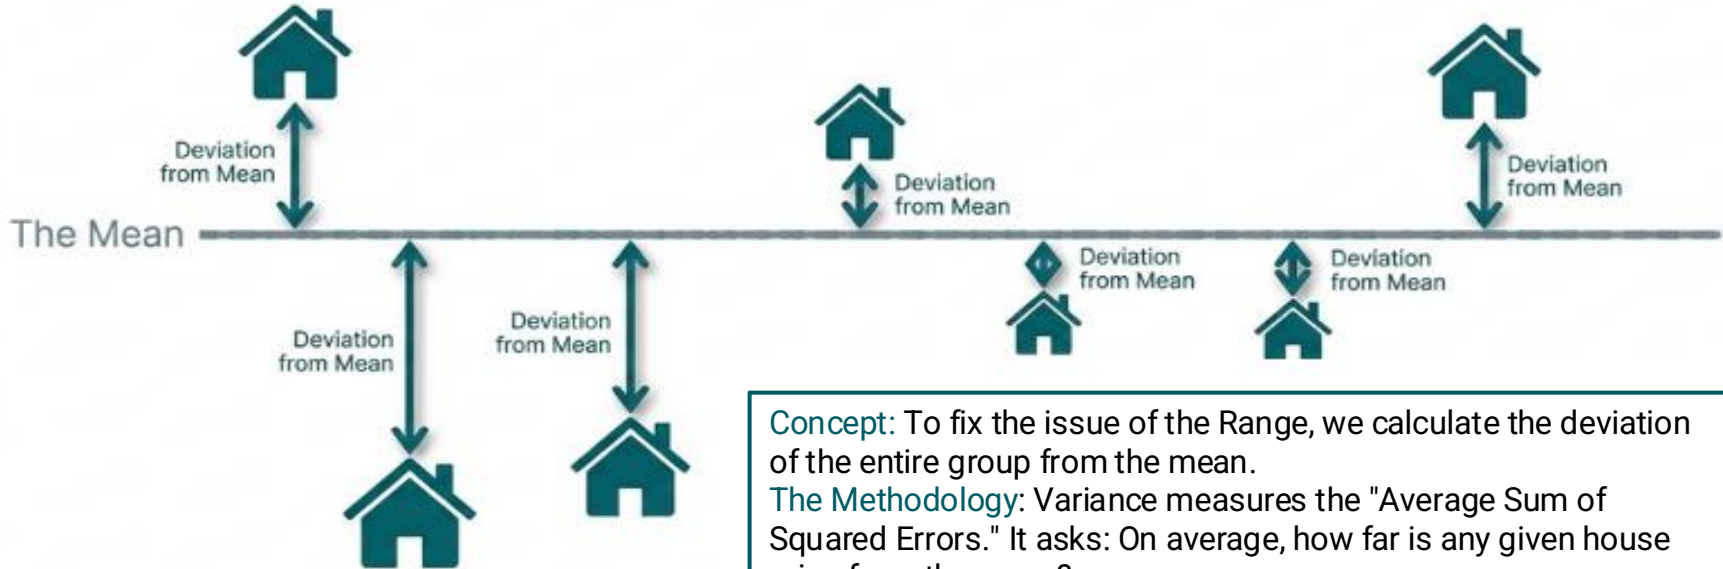 Deviation
from Mean
Deviation
from Mean
Deviation
from Mean
The Mean
Deviation
from Mean
Deviation
from Mean
Deviation
from Mean
Deviation
from Mean
Concept: To fix the issue of the Range, we calculate the deviation
of the entire group from the mean.
The Methodology: Variance measures the "Average Sum of
Squared Errors." It asks: On average, how far is any given house